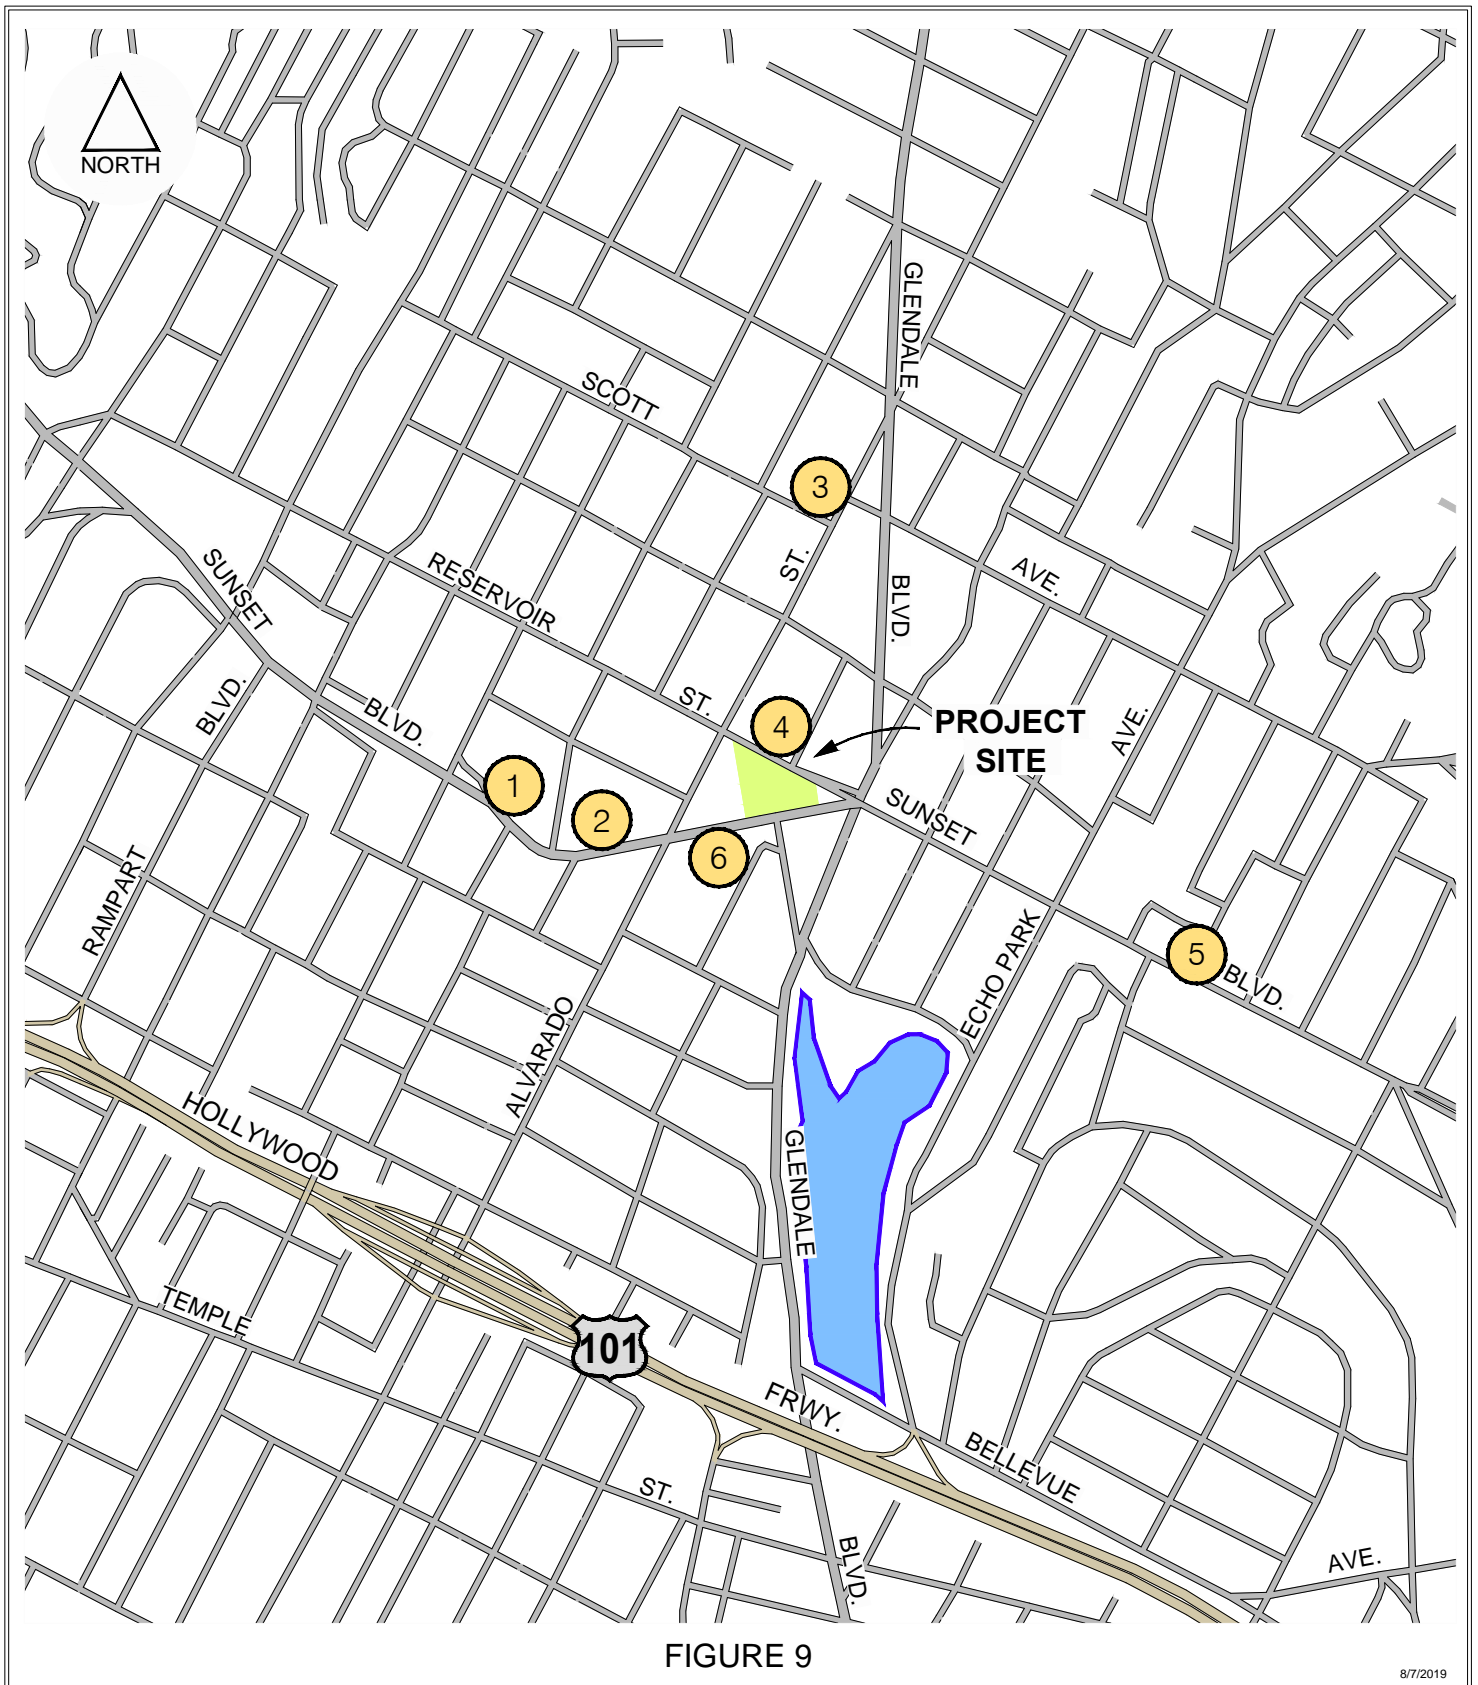 NORTH
GLENDALE
SCOTT
3
ST.
AVE.
BLVD.
SUNSET
RESERVOIR
BLVD.
BLVD.
ST.
4
PROJECT
SITE
AVE.
1
2
6
SUNSET
RAMPART
ECHO PARK
5
BLVD.
ALVARADO
HOLLYWOOD
GLENDALE
TEMPLE
101
FRWY.
BELLEVUE
ST.
BLVD.
AVE.
FIGURE 9
8/7/2019